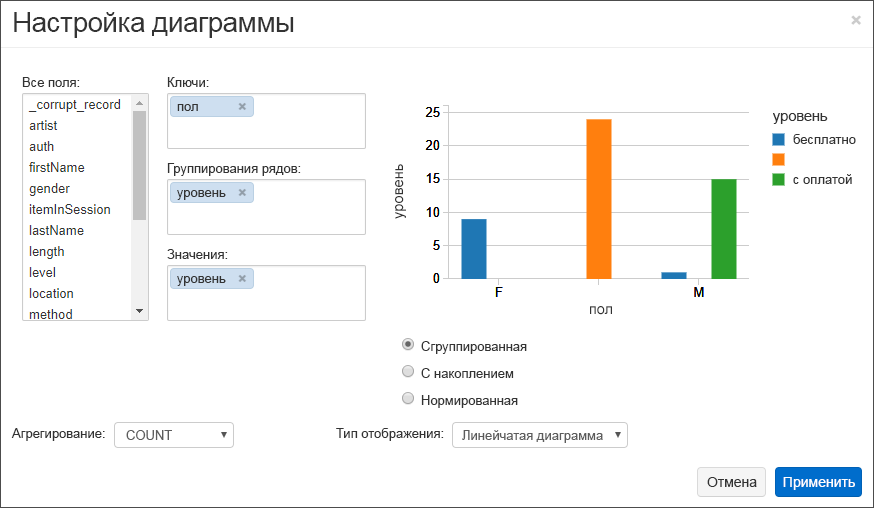 Настройка диаграммы
×
Все поля:
_corrupt_record
artist
auth
firstName
gender
itemInSession
lastName
length
level
location
method
Ключи:
пол ×
Группирования рядов:
уровень ×
Значения:
уровень ×
уровень
25
20
15
10
5
0
F
M
пол
уровень
бесплатно
с оплатой
Сгруппированная
С накоплением
Нормированная
Агрегирование: COUNT
Тип отображения: Линейчатая диаграмма
Отмена
Применить